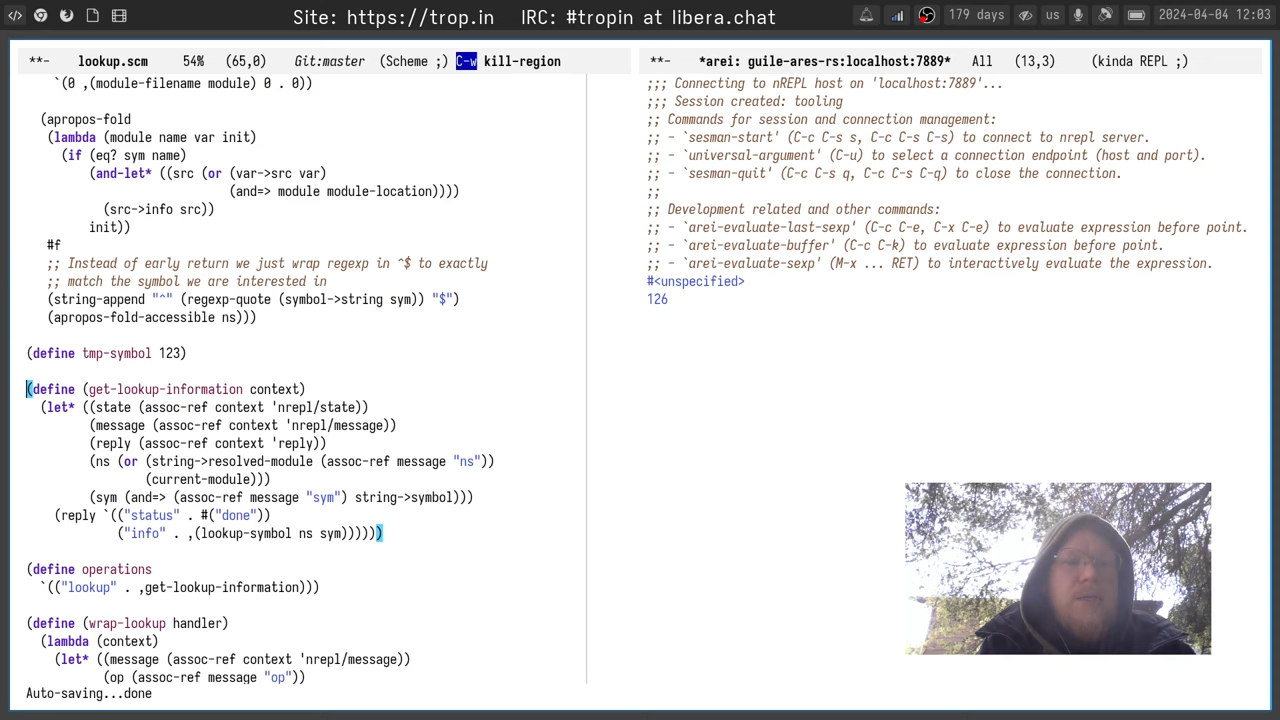 Site: https://trop.in IRC: #tropin at libera.chat
179 days us 2024-04-04 12:03
**- lookup.scm 54% (65,0) Git:master (Scheme ;) C-w kill-region
`(0 ,(module-filename module) 0 . 0))
(apropos-fold
(lambda (module name var init)
(if (eq? sym name)
(and-let* ((src (or (var->src var)
(and=> module module-location))))
(src->info src))
init))
#f
;; Instead of early return we just wrap regexp in ^$ to exactly
;; match the symbol we are interested in
(string-append "^" (regexp-quote (symbol->string sym)) "$")
(apropos-fold-accessible ns)))
(define tmp-symbol 123)
(define (get-lookup-information context)
(let* ((state (assoc-ref context 'nrepl/state))
(message (assoc-ref context 'nrepl/message))
(reply (assoc-ref context 'reply))
(ns (or (string->resolved-module (assoc-ref message "ns"))
(current-module)))
(sym (and=> (assoc-ref message "sym") string->symbol)))
(reply `(("status" . #("done"))
("info" . ,(lookup-symbol ns sym)))))
(define operations
`(("lookup" . ,get-lookup-information)))
(define (wrap-lookup handler)
(lambda (context)
(let* ((message (assoc-ref context 'nrepl/message))
(op (assoc-ref message "op"))
Auto-saving...done
**- *arei: guile-ares-rs:localhost:7889* All (13,3) (kinda REPL ;)
;;; Connecting to nREPL host on 'localhost:7889'...
;;; Session created: tooling
;; Commands for session and connection management:
;; - `sesman-start' (C-c C-s s, C-c C-s C-s) to connect to nrepl server.
;; - `universal-argument' (C-u) to select a connection endpoint (host and port).
;; - `sesman-quit' (C-c C-s q, C-c C-s C-q) to close the connection.
;;
;; Development related and other commands:
;; - `arei-evaluate-last-sexp' (C-c C-e, C-x C-e) to evaluate expression before point.
;; - `arei-evaluate-buffer' (C-c C-k) to evaluate expression before point.
;; - `arei-evaluate-sexp' (M-x ... RET) to interactively evaluate the expression.
#<unspecified>
126